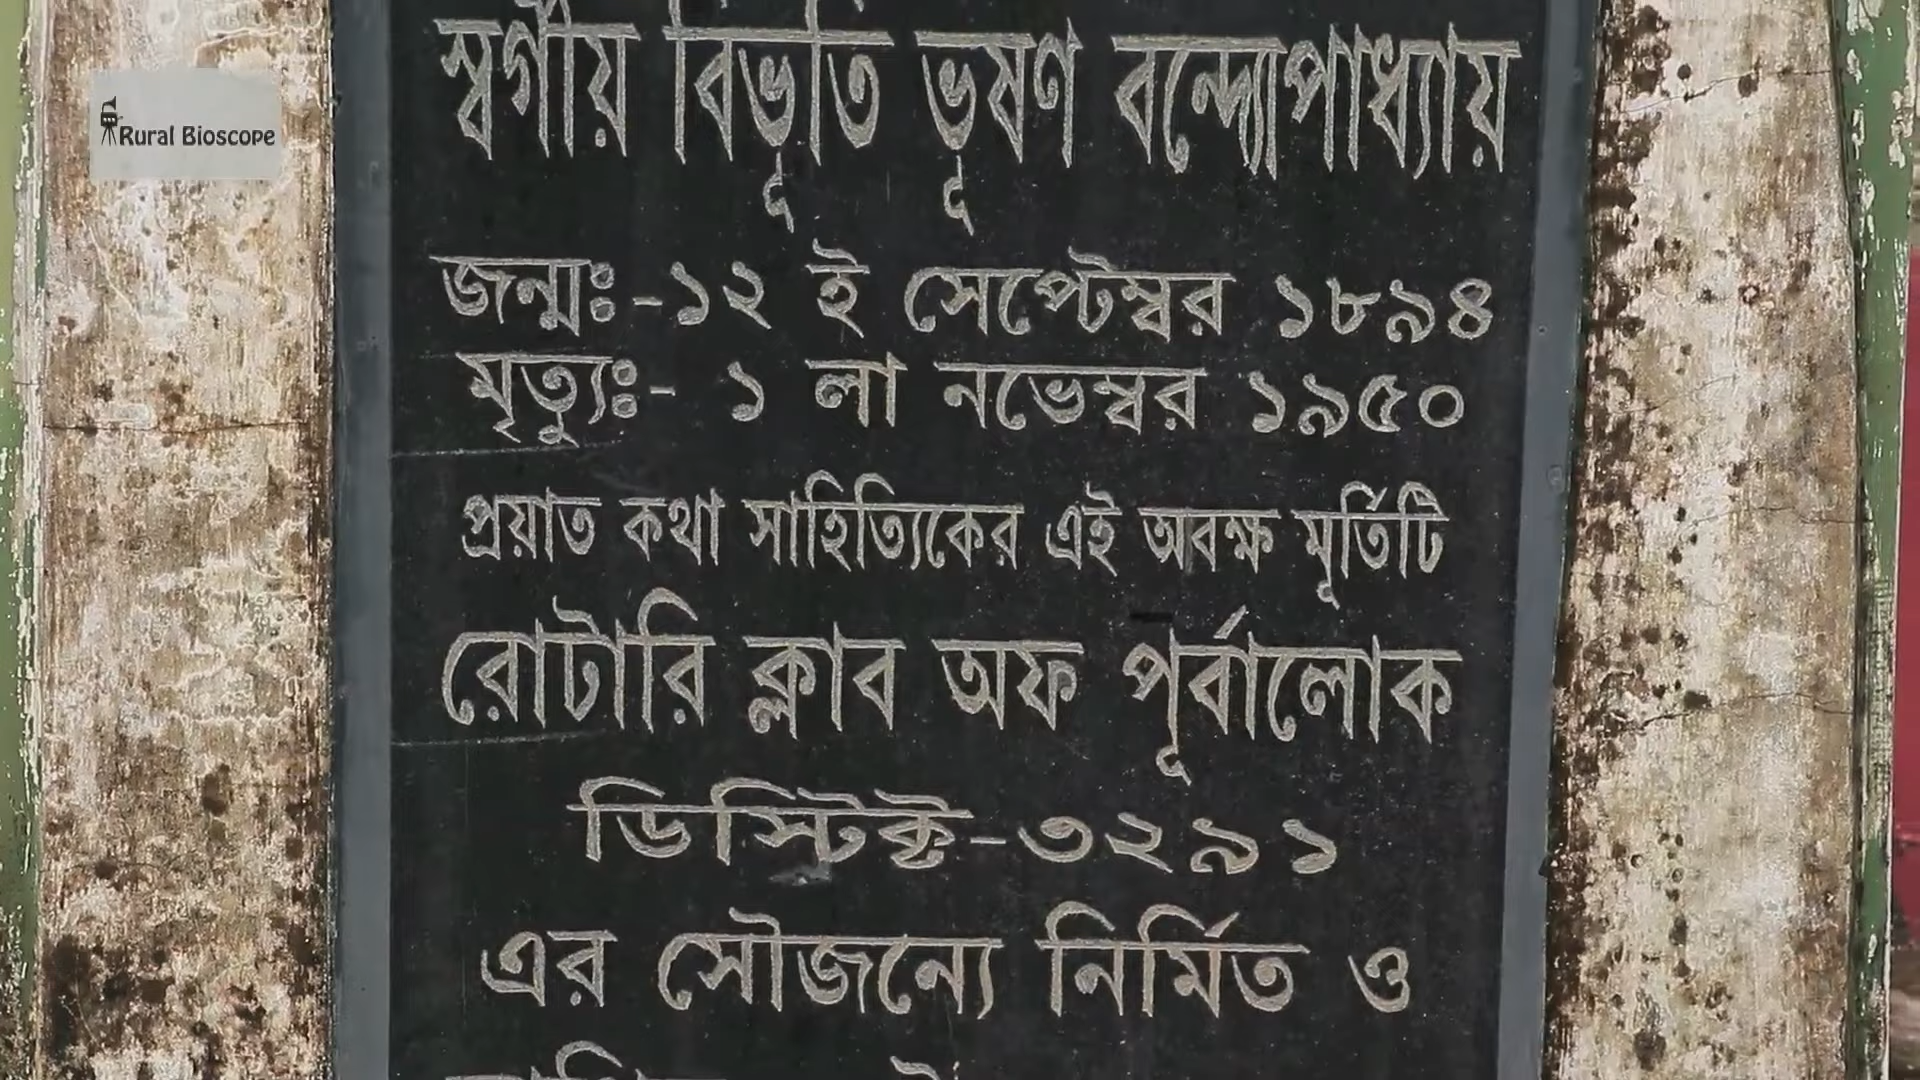 স্বর্গীয় বিভূতি ভূষণ বন্দ্যোপাধ্যায়
Rural Bioscope
জন্মঃ-১২ ই সেপ্টেম্বর ১৮৯৪
মৃত্যুঃ- ১ লা নভেম্বর ১৯৫০
প্রয়াত কথা সাহিত্যিকের এই অবক্ষ মূর্তিটি
রোটারি ক্লাব অফ পূর্বালোক
ডিস্টিক্ট-৩২৯১
এর সৌজন্যে নির্মিত ও